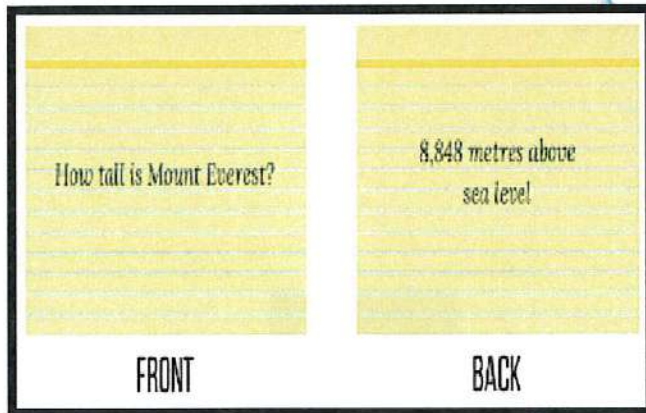 How tall is Mount Everest?
8,848 metres above
sea level
FRONT
BACK